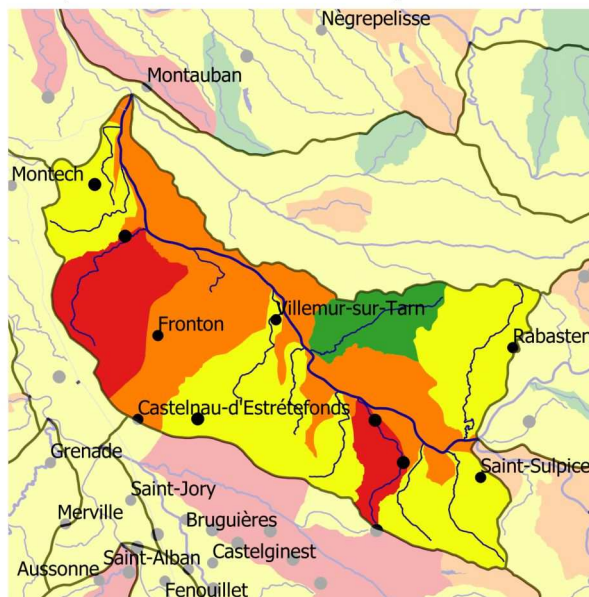 Nègrepelisse
Montauban
Montech
Villemur-sur-Tarn
Fronton
Rabasten
Castelnau-d'Estrétefonds
Grenade
Saint-Sulpice
Saint-Jory
Merville
Bruguières
Saint-Alban
Castelginest
Aussonne
Fenouillet